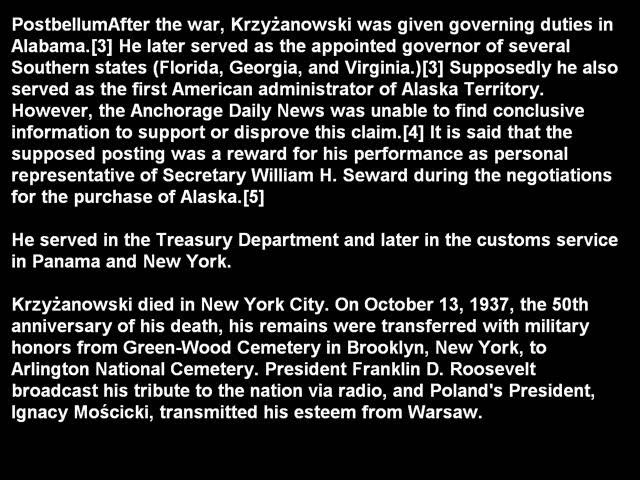 PostbellumAfter the war, Krzyżanowski was given governing duties in
Alabama.[3] He later served as the appointed governor of several
Southern states (Florida, Georgia, and Virginia.)[3] Supposedly he also
served as the first American administrator of Alaska Territory.
However, the Anchorage Daily News was unable to find conclusive
information to support or disprove this claim.[4] It is said that the
supposed posting was a reward for his performance as personal
representative of Secretary William H. Seward during the negotiations
for the purchase of Alaska.[5]
He served in the Treasury Department and later in the customs service
in Panama and New York.
Krzyżanowski died in New York City. On October 13, 1937, the 50th
anniversary of his death, his remains were transferred with military
honors from Green-Wood Cemetery in Brooklyn, New York, to
Arlington National Cemetery. President Franklin D. Roosevelt
broadcast his tribute to the nation via radio, and Poland's President,
Ignacy Mościcki, transmitted his esteem from Warsaw.